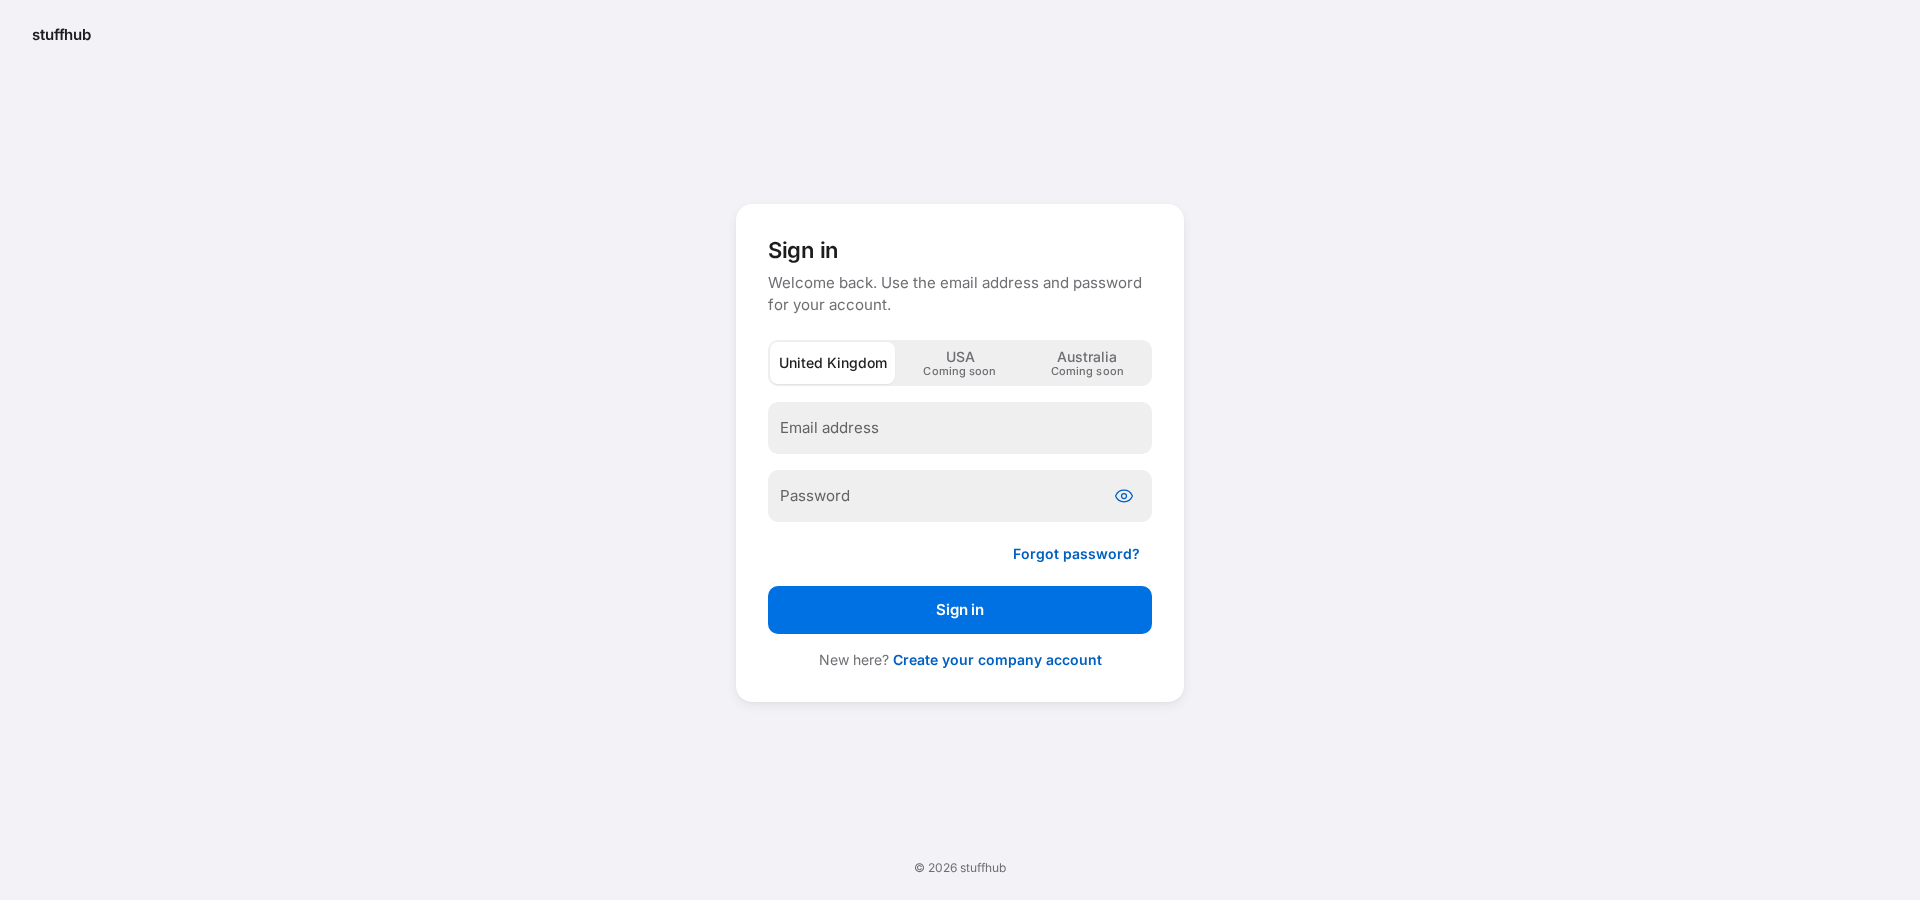 stuffhub
Sign in
Welcome back. Use the email address and password
for your account.
United Kingdom
USA
Coming soon
Australia
Coming soon
Email address
Password
Forgot password?
Sign in
New here? Create your company account
© 2026 stuffhub